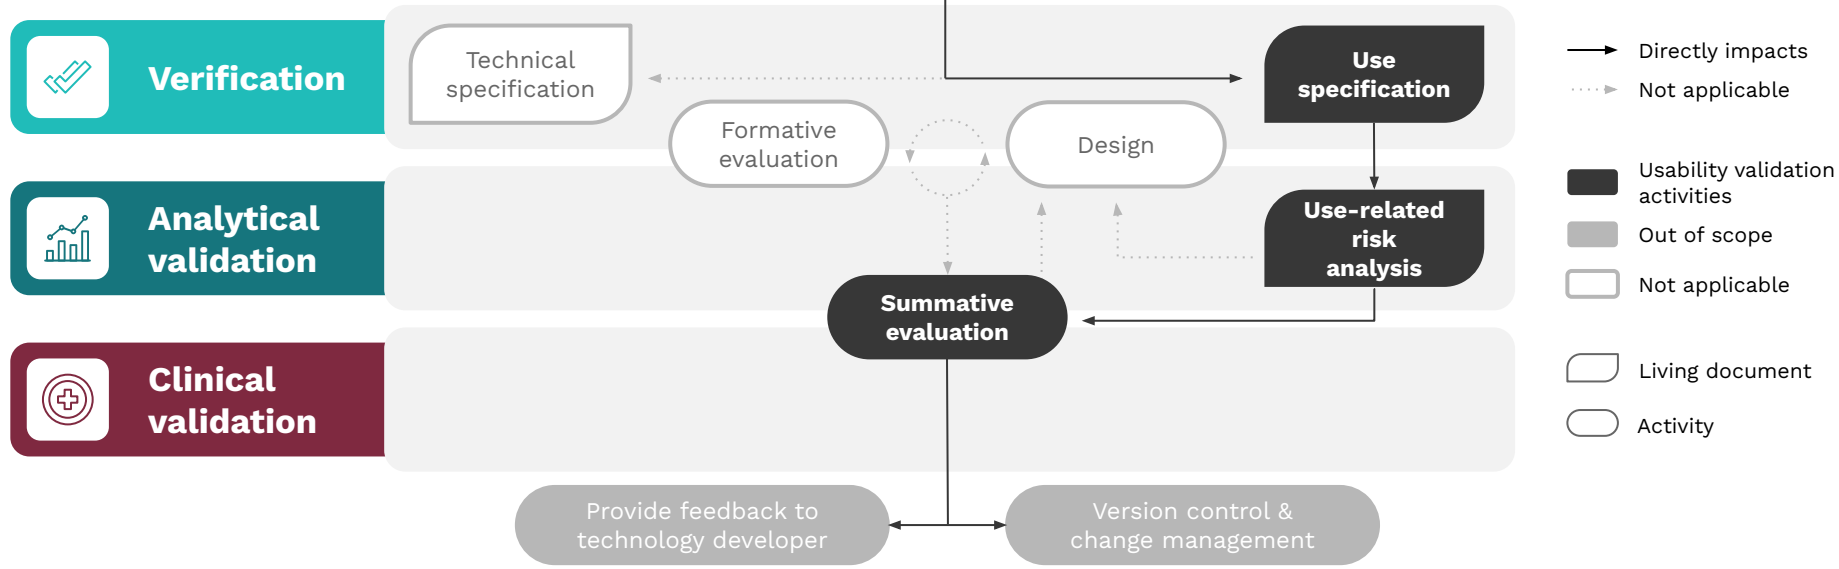 Verification
Technical
specification
Use
specification
Formative
evaluation
Design
Analytical
validation
Use-related
risk
analysis
Summative
evaluation
Clinical
validation
Provide feedback to
technology developer
Version control &
change management
Directly impacts
Not applicable
Usability validation
activities
Out of scope
Not applicable
Living document
Activity